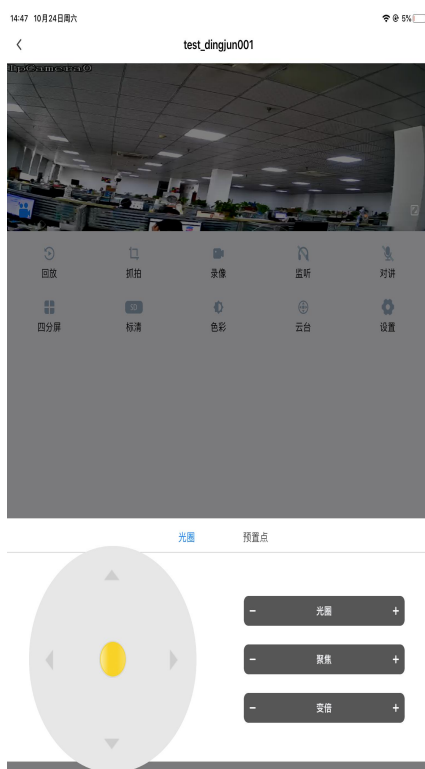 14:47 10月24日周六 5%
test_dingjun001
IpCamera0
回放 抓拍 录像 监听 对讲
SD
四分屏 标清 色彩 云台 设置
光圈 预置点
- 光圈 +
- 聚焦 +
- 变倍 +